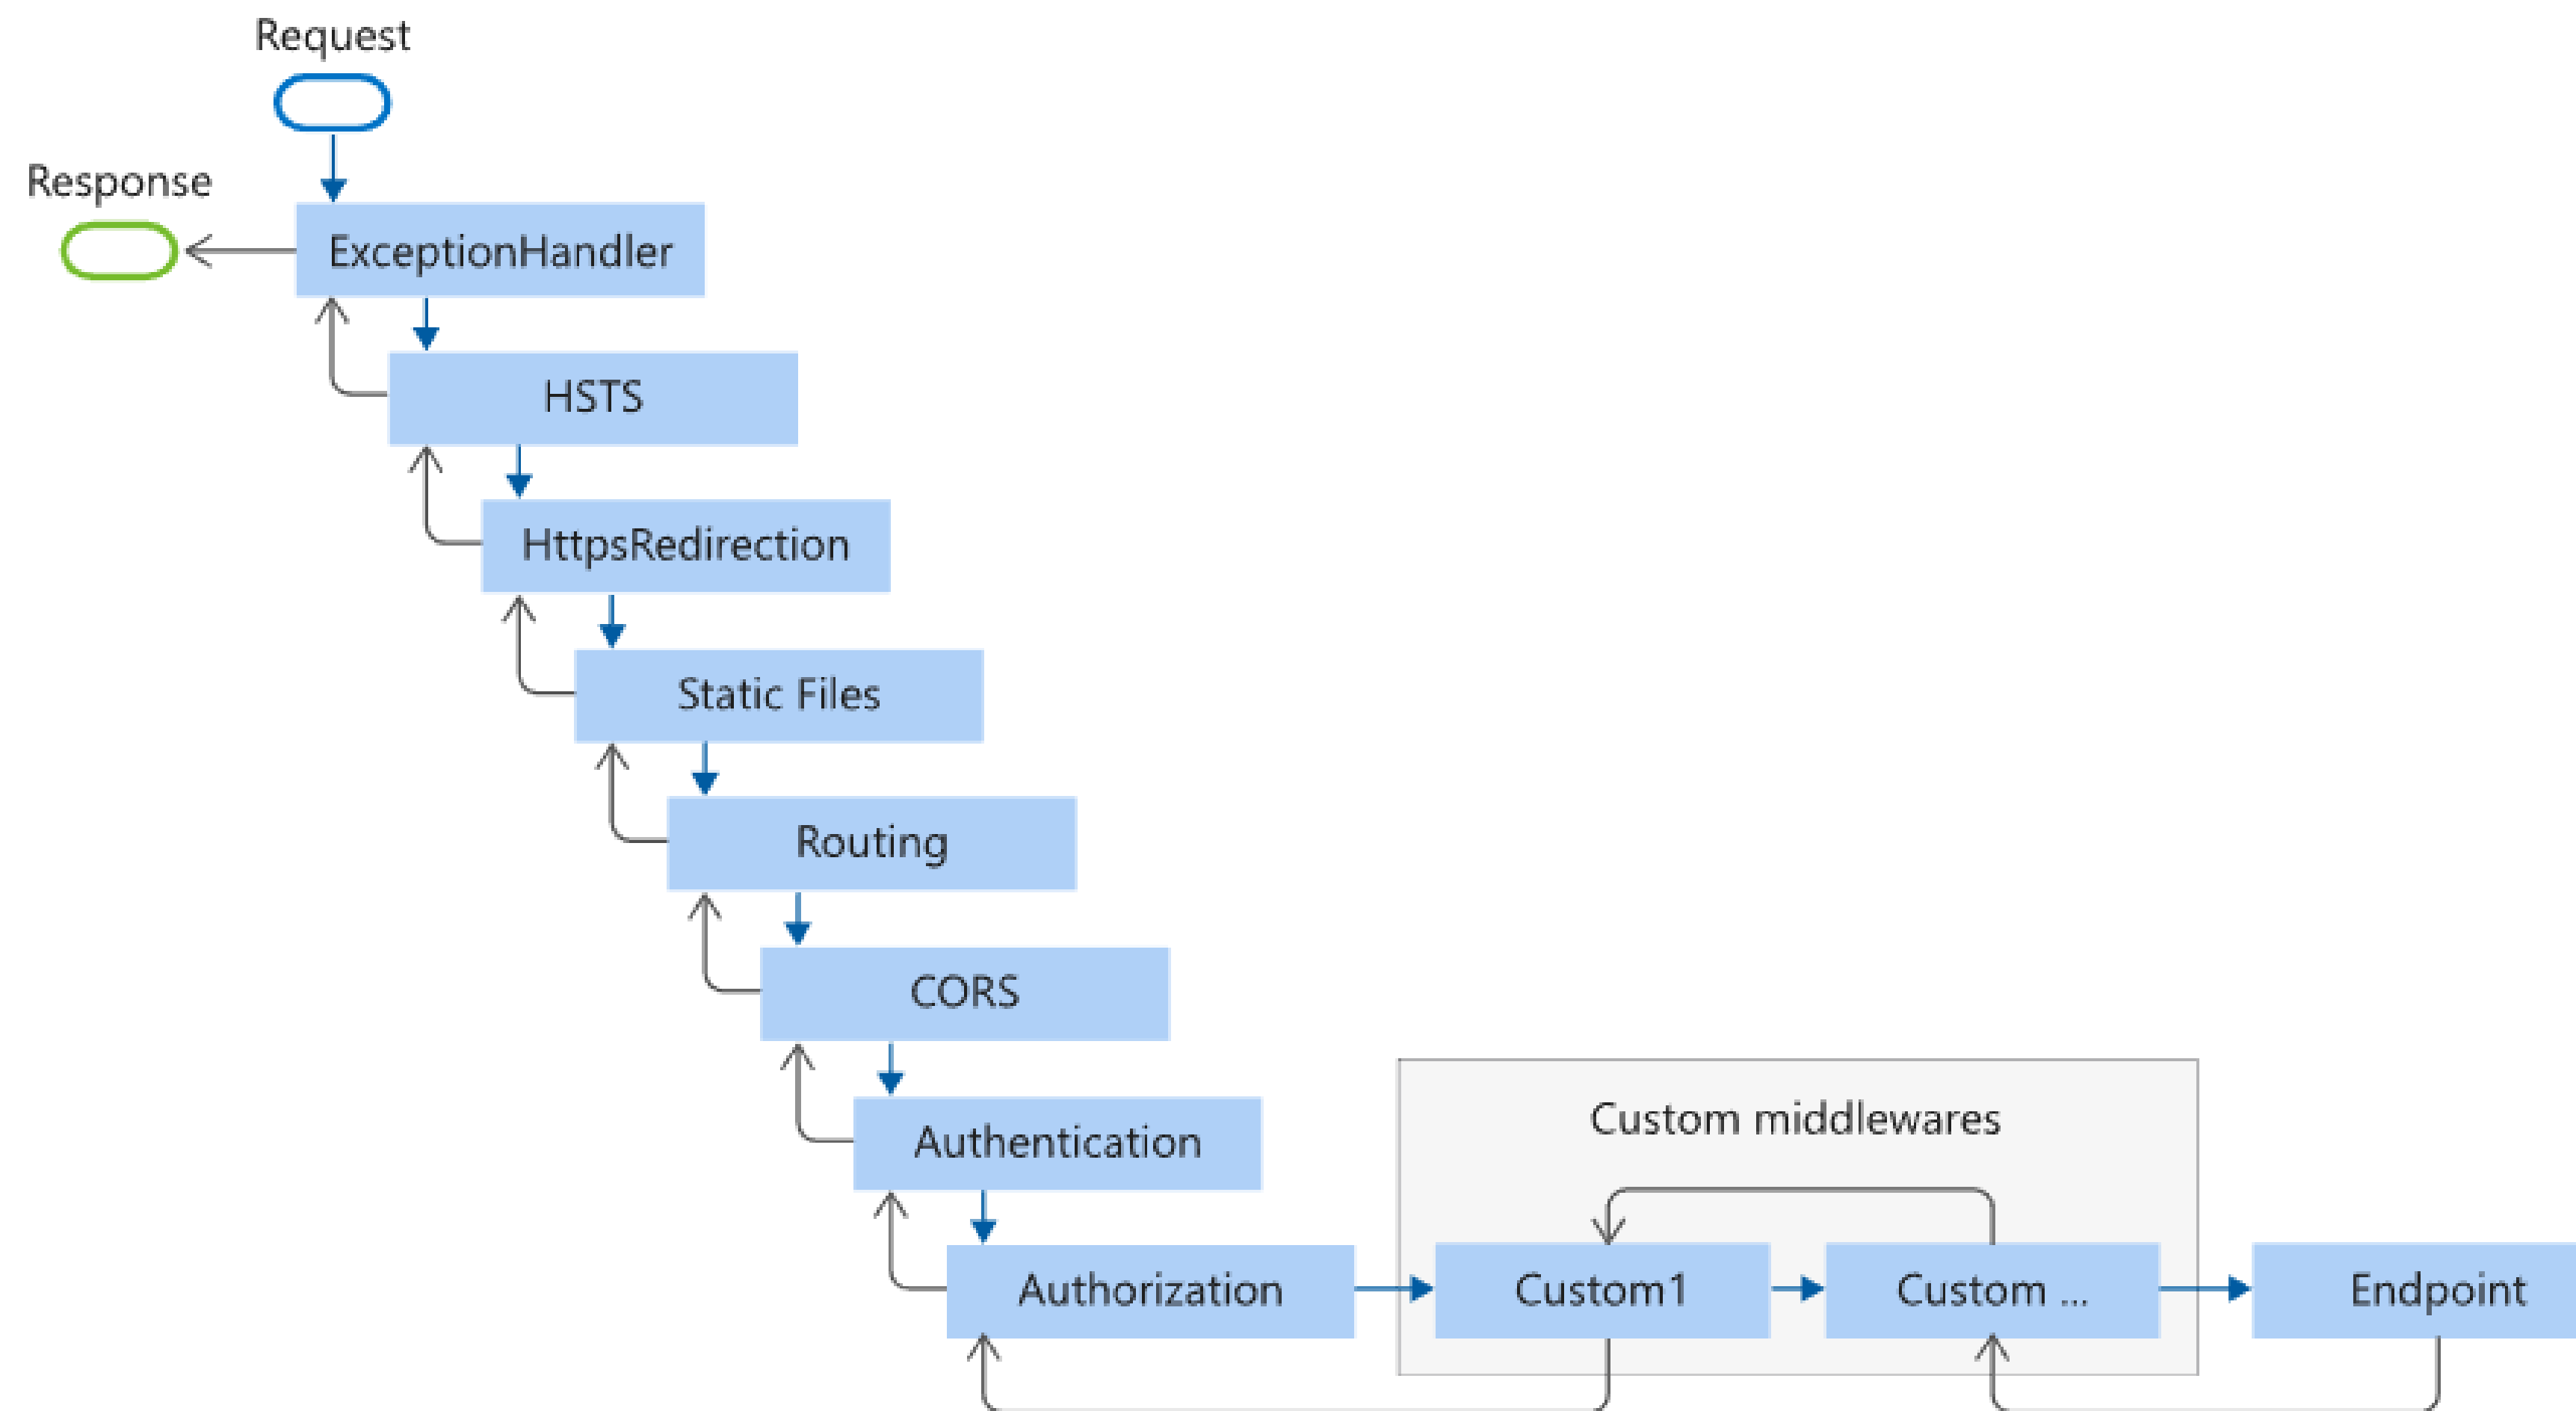 Request
Response
ExceptionHandler
HSTS
HttpsRedirection
Static Files
Routing
CORS
Authentication
Custom middlewares
Authorization
Custom1
Custom ...
Endpoint